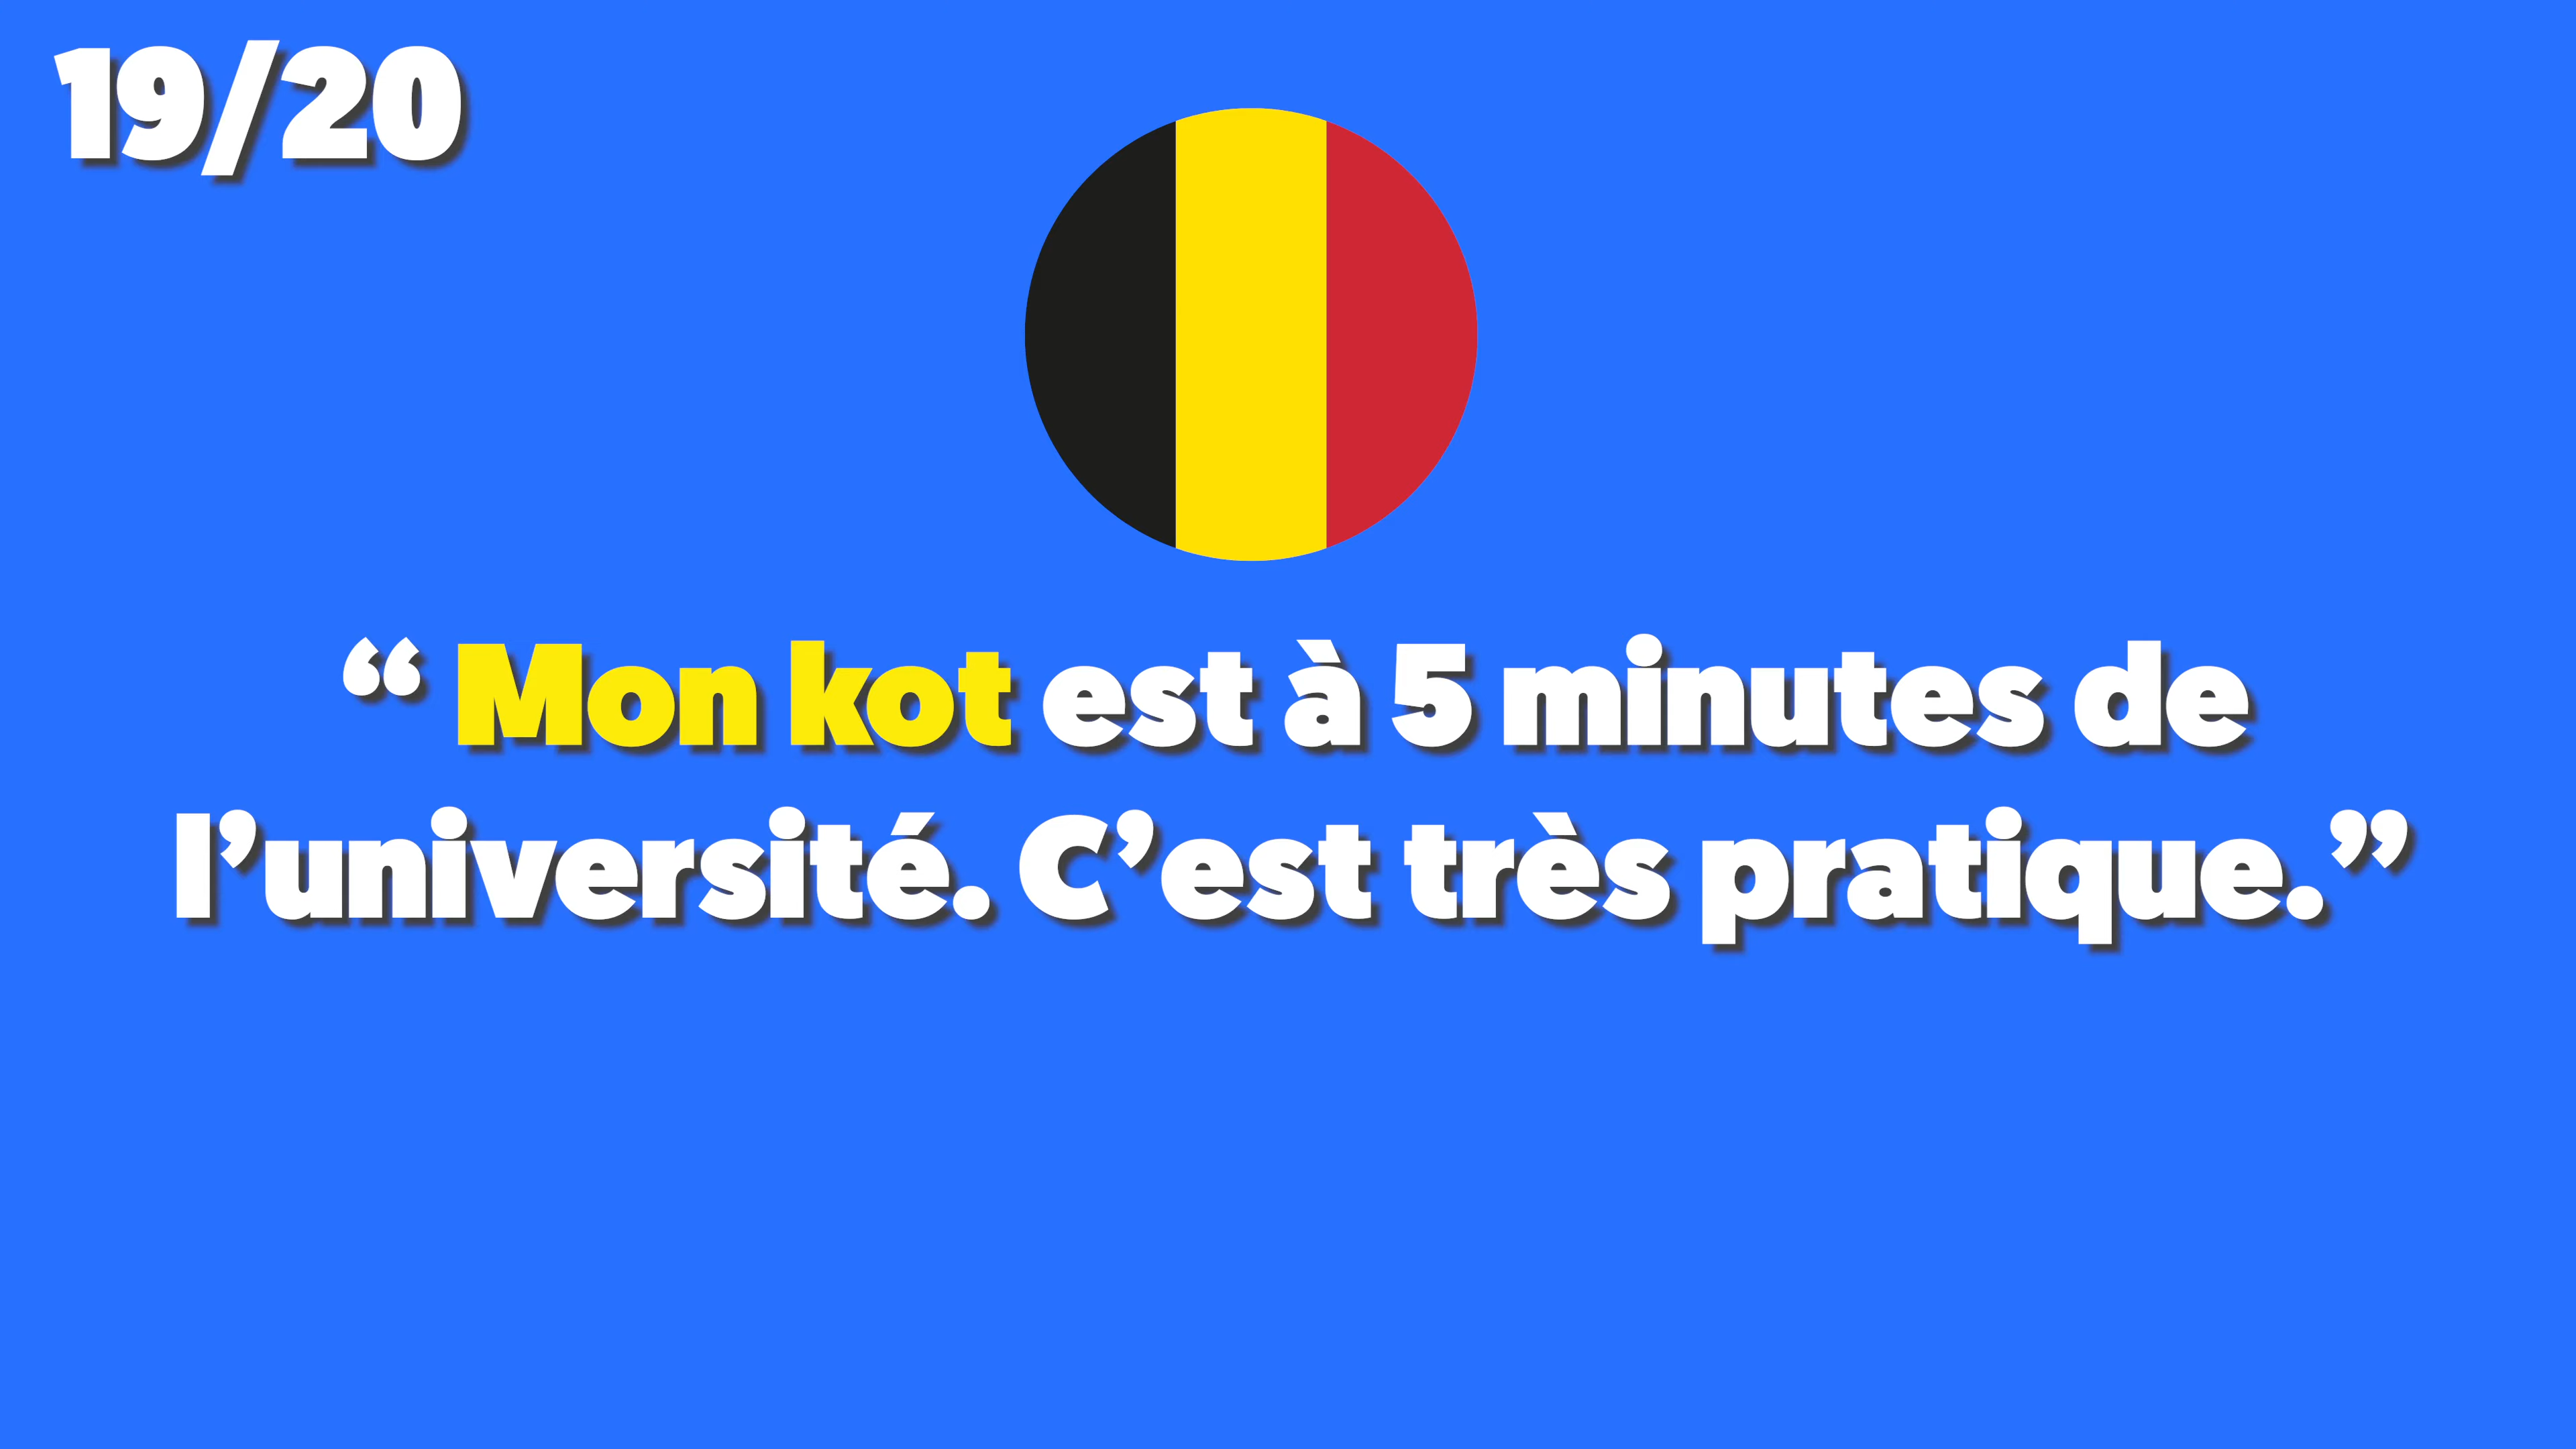 19/20
“ Mon kot est à 5 minutes de
l’université. C’est très pratique.”